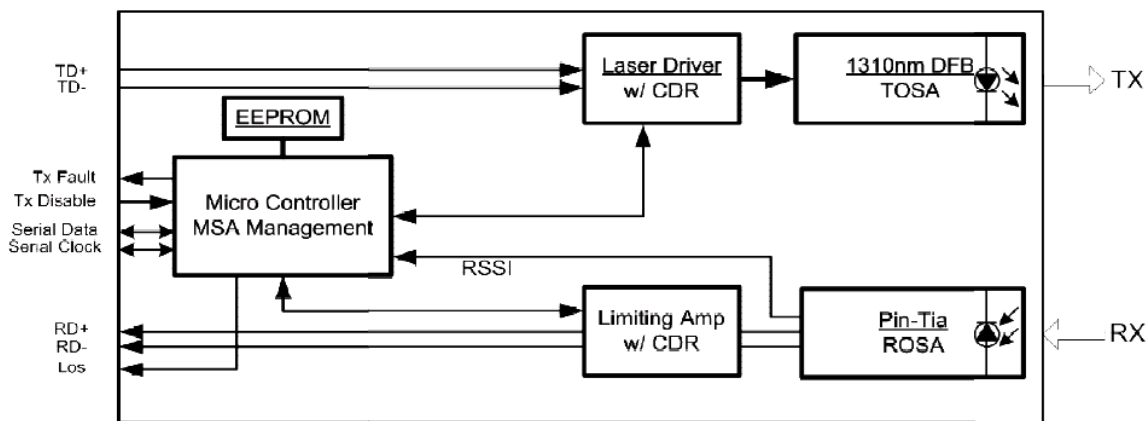 TD+
TD-
Laser Driver
w/ CDR
1310nm DFB
TOSA
TX
EEPROM
Tx Fault
Tx Disable
Serial Data
Serial Clock
Micro Controller
MSA Management
RSSI
RD+
RD-
Los
Limiting Amp
w/ CDR
Pin-Tia
ROSA
RX